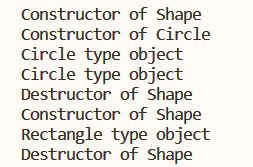 Constructor of Shape
Constructor of Circle
Circle type object
Circle type object
Destructor of Shape
Constructor of Shape
Rectangle type object
Destructor of Shape